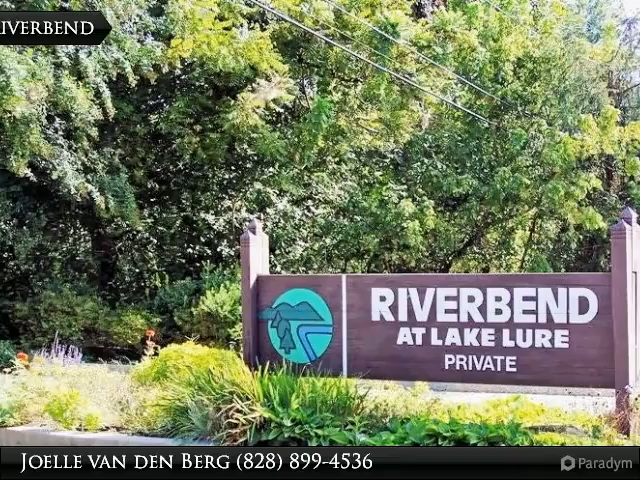 RIVERBEND
RIVERBEND
AT LAKE LURE
PRIVATE
JOELLE VAN DEN BERG (828) 899-4536
Paradym